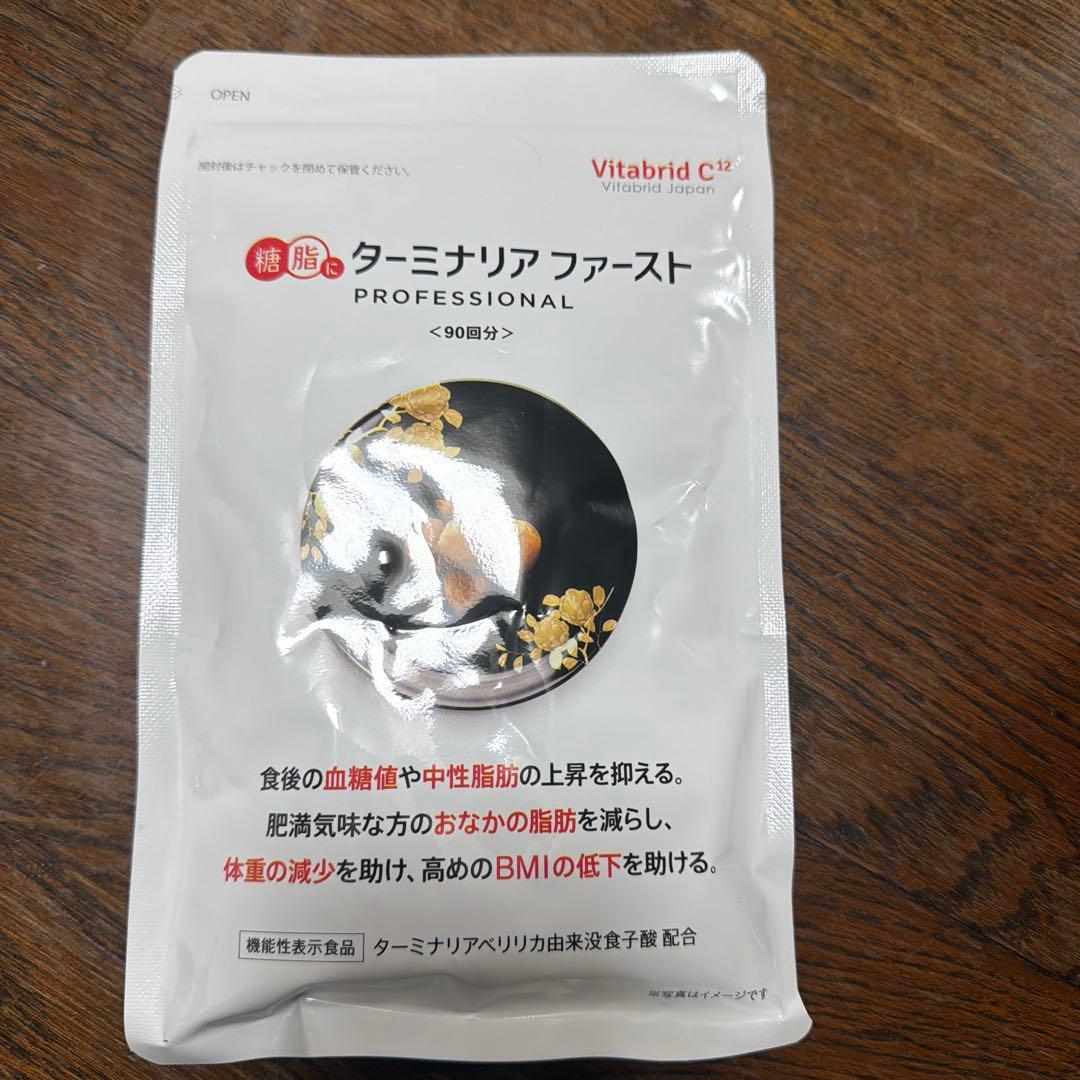 OPEN
開封後はチャックを閉めて保管ください。
Vitabrid C¹²
Vitabrid Japan
糖脂に ターミナリア ファースト
PROFESSIONAL
＜90回分＞
食後の血糖値や中性脂肪の上昇を抑える。
肥満気味な方のおなかの脂肪を減らし、
体重の減少を助け、高めのBMIの低下を助ける。
機能性表示食品 ターミナリアベリリカ由来没食子酸 配合
※写真はイメージです